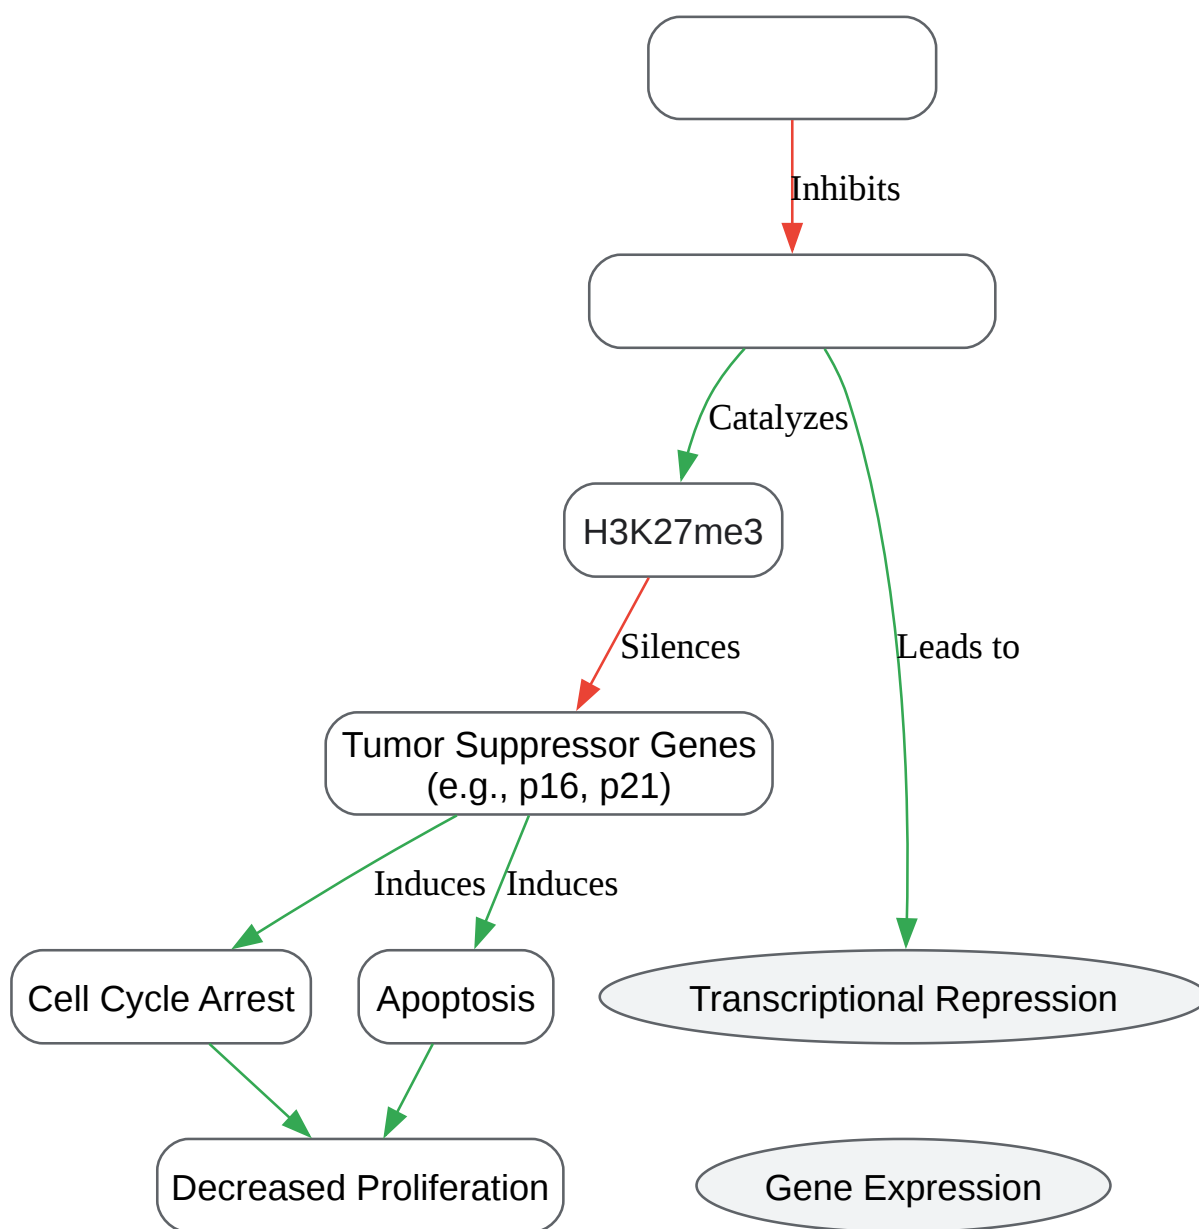 Inhibits
Catalyzes
H3K27me3
Silences
Leads to
Tumor Suppressor Genes
(e.g., p16, p21)
Induces
Induces
Cell Cycle Arrest
Apoptosis
Transcriptional Repression
Decreased Proliferation
Gene Expression